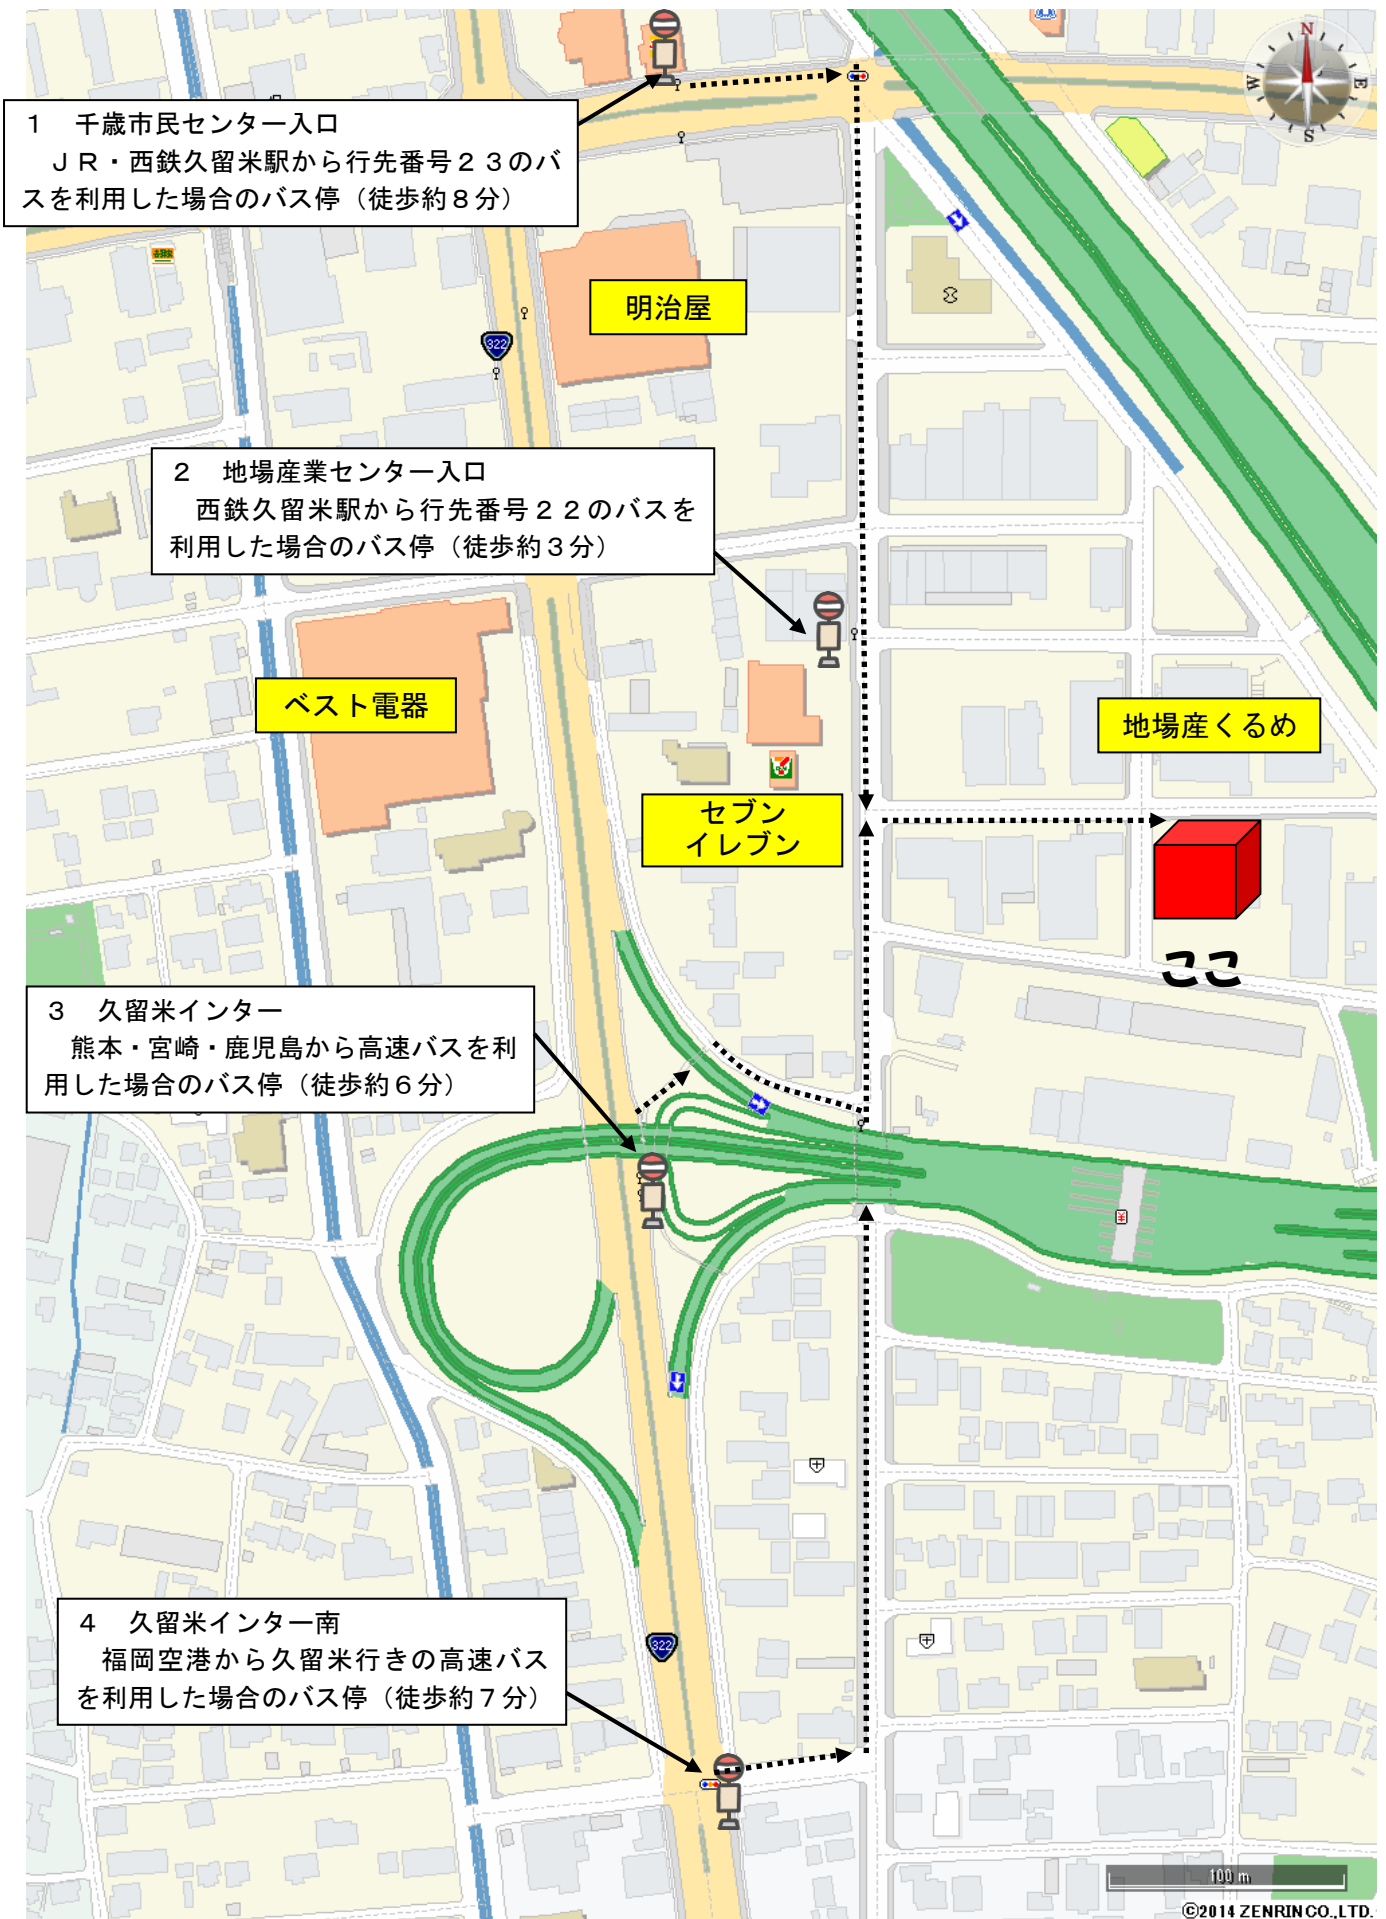 N
W
E
S
１　千歳市民センター入口
　ＪＲ・西鉄久留米駅から行先番号２３のバ
スを利用した場合のバス停（徒歩約８分）
明治屋
322
２　地場産業センター入口
　西鉄久留米駅から行先番号２２のバスを
利用した場合のバス停（徒歩約３分）
ベスト電器
地場産くるめ
セブン
イレブン
ここ
３　久留米インター
　熊本・宮崎・鹿児島から高速バスを利
用した場合のバス停（徒歩約６分）
¥
４　久留米インター南
　福岡空港から久留米行きの高速バス
を利用した場合のバス停（徒歩約７分）
322
100 m
©2014 ZENRIN CO.,LTD.